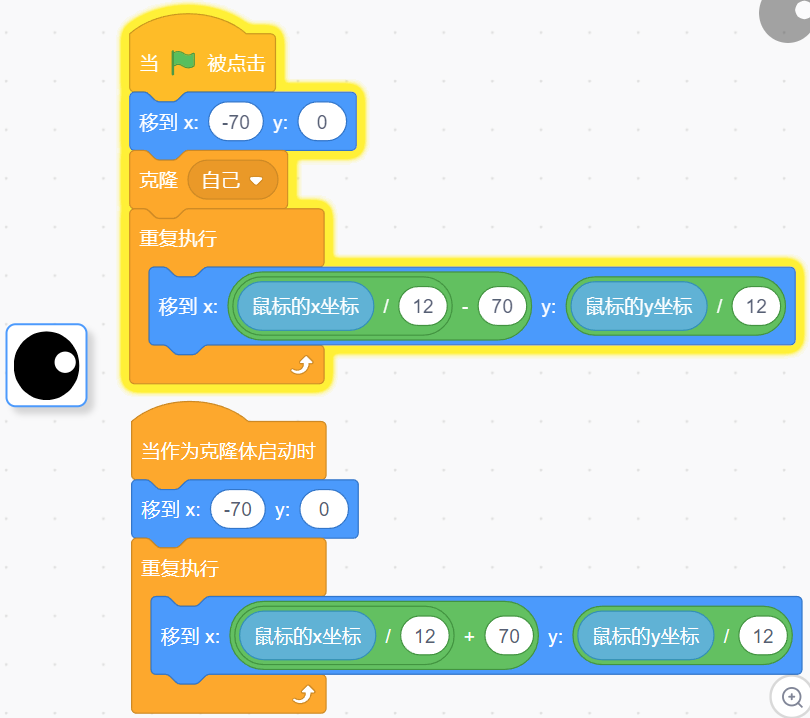 当 被点击
移到 x: -70 y: 0
克隆 自己
重复执行
移到 x: 鼠标的x坐标 / 12 - 70 y: 鼠标的y坐标 / 12
当作为克隆体启动时
移到 x: -70 y: 0
重复执行
移到 x: 鼠标的x坐标 / 12 + 70 y: 鼠标的y坐标 / 12